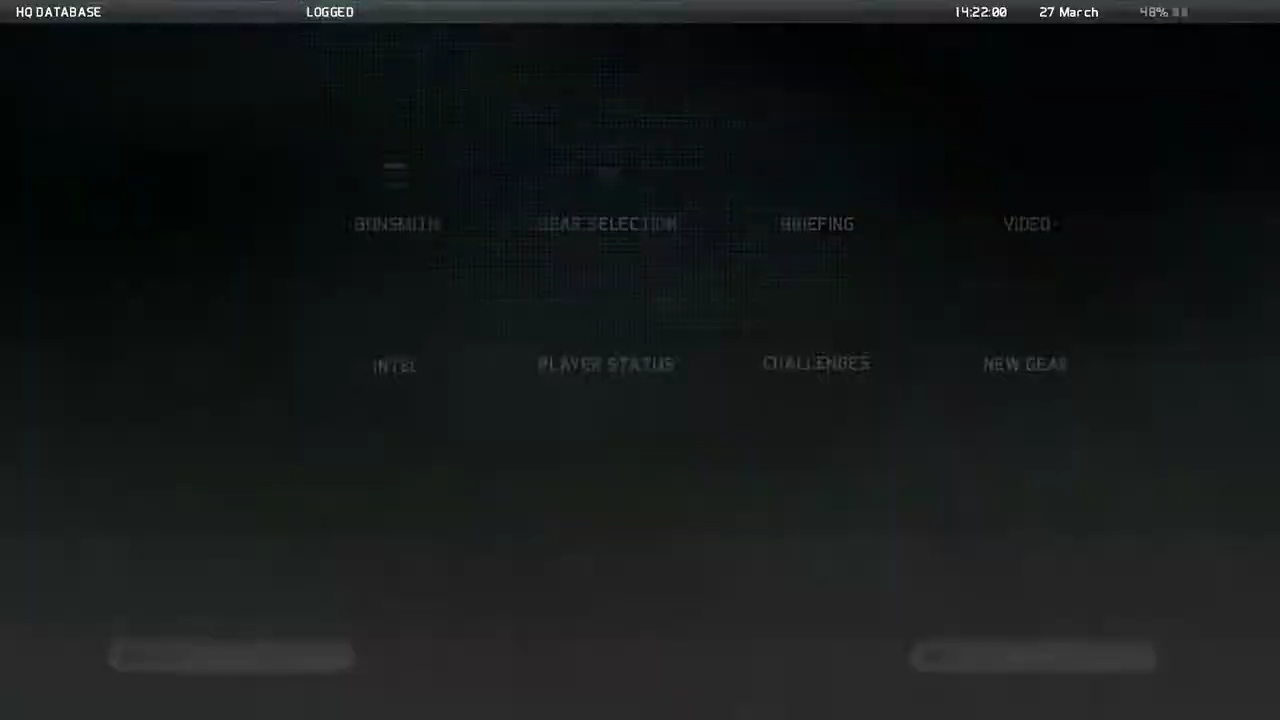 HQ DATABASE LOGGED 14:22:00 27 March 48%
GUNSMITH GEAR SELECTION BRIEFING VIDEO
INTEL PLAYER STATUS CHALLENGES NEW GEAR